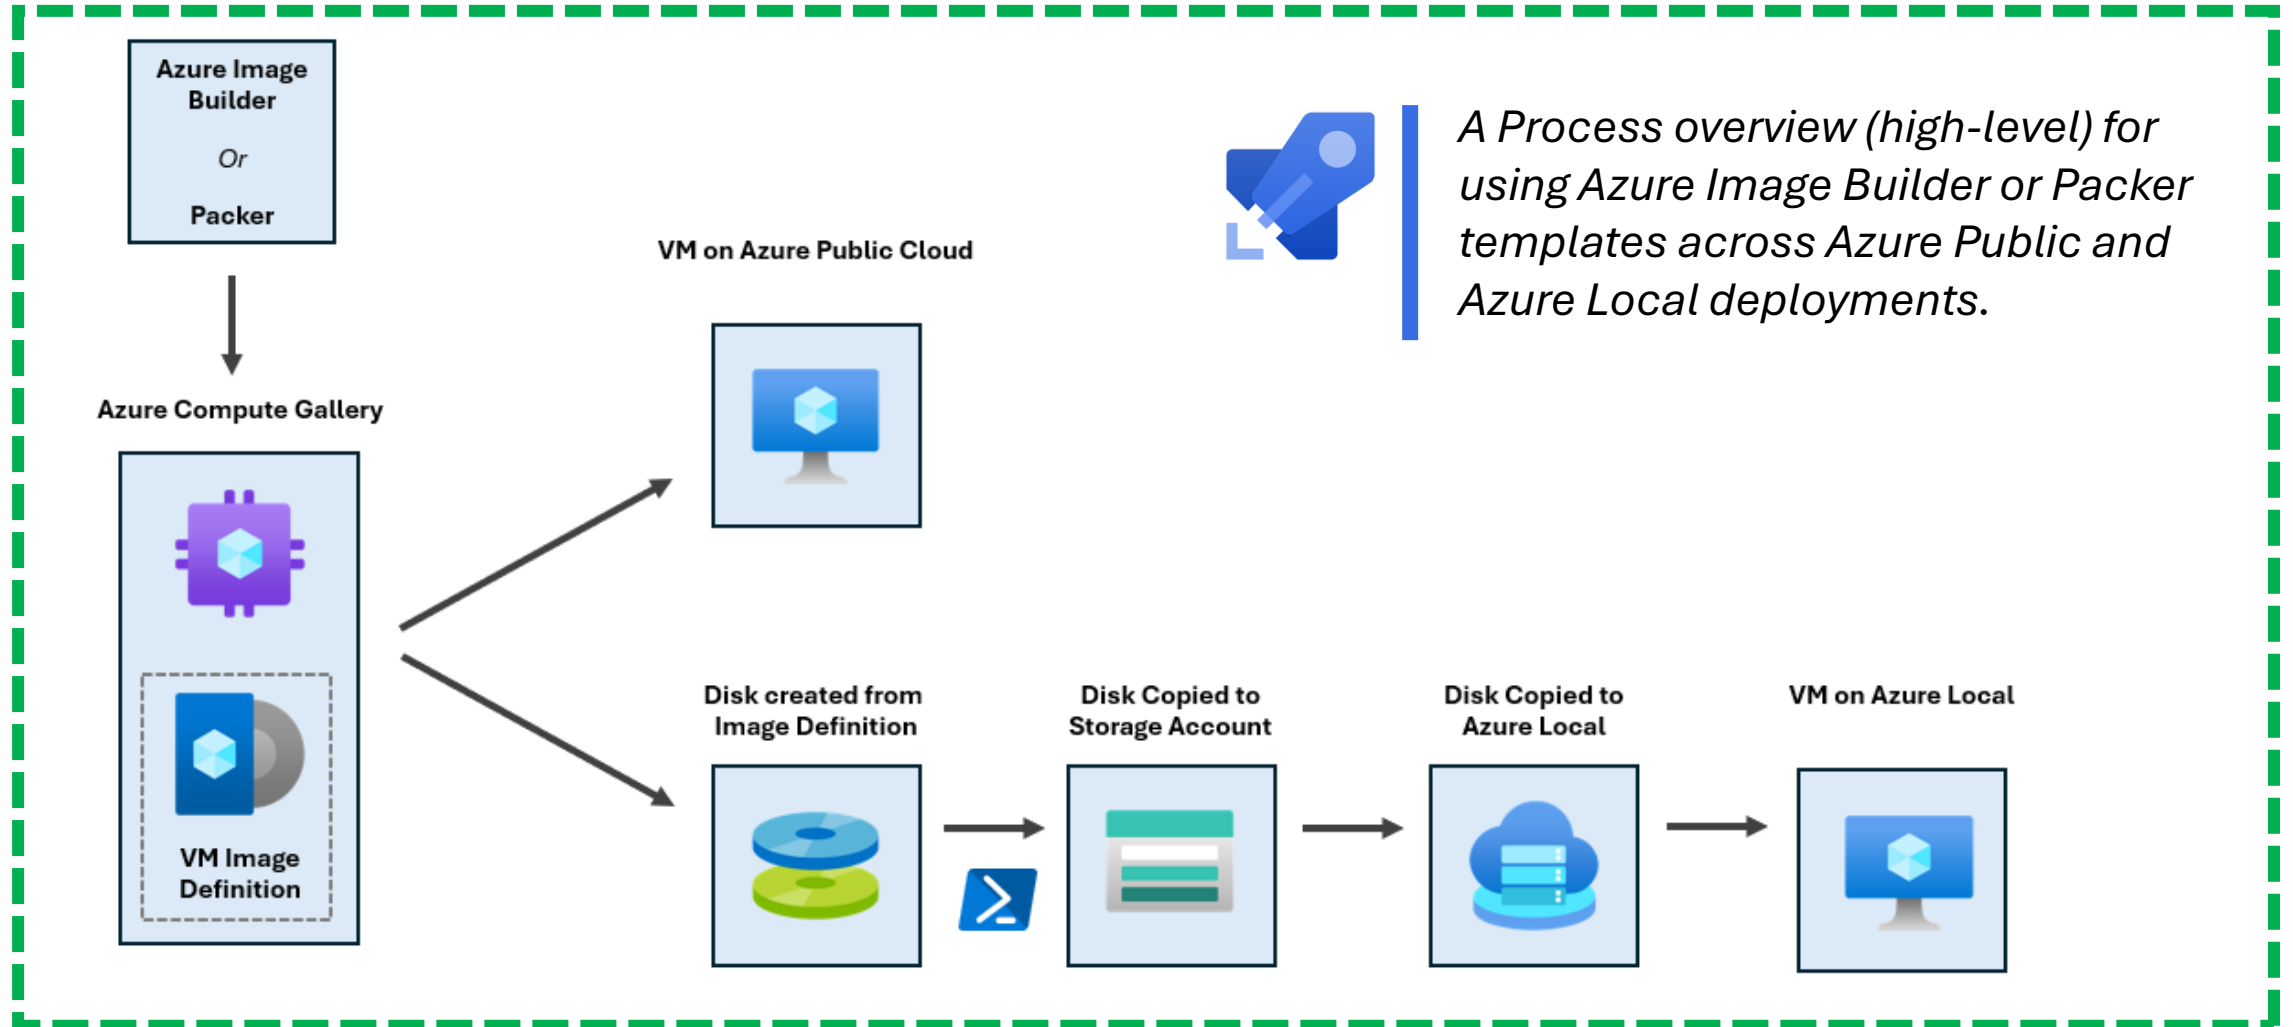 Azure Image
Builder
Or
Packer
A Process overview (high-level) for
using Azure Image Builder or Packer
templates across Azure Public and
Azure Local deployments.
VM on Azure Public Cloud
Azure Compute Gallery
VM Image
Definition
Disk created from
Image Definition
Disk Copied to
Storage Account
Disk Copied to
Azure Local
VM on Azure Local